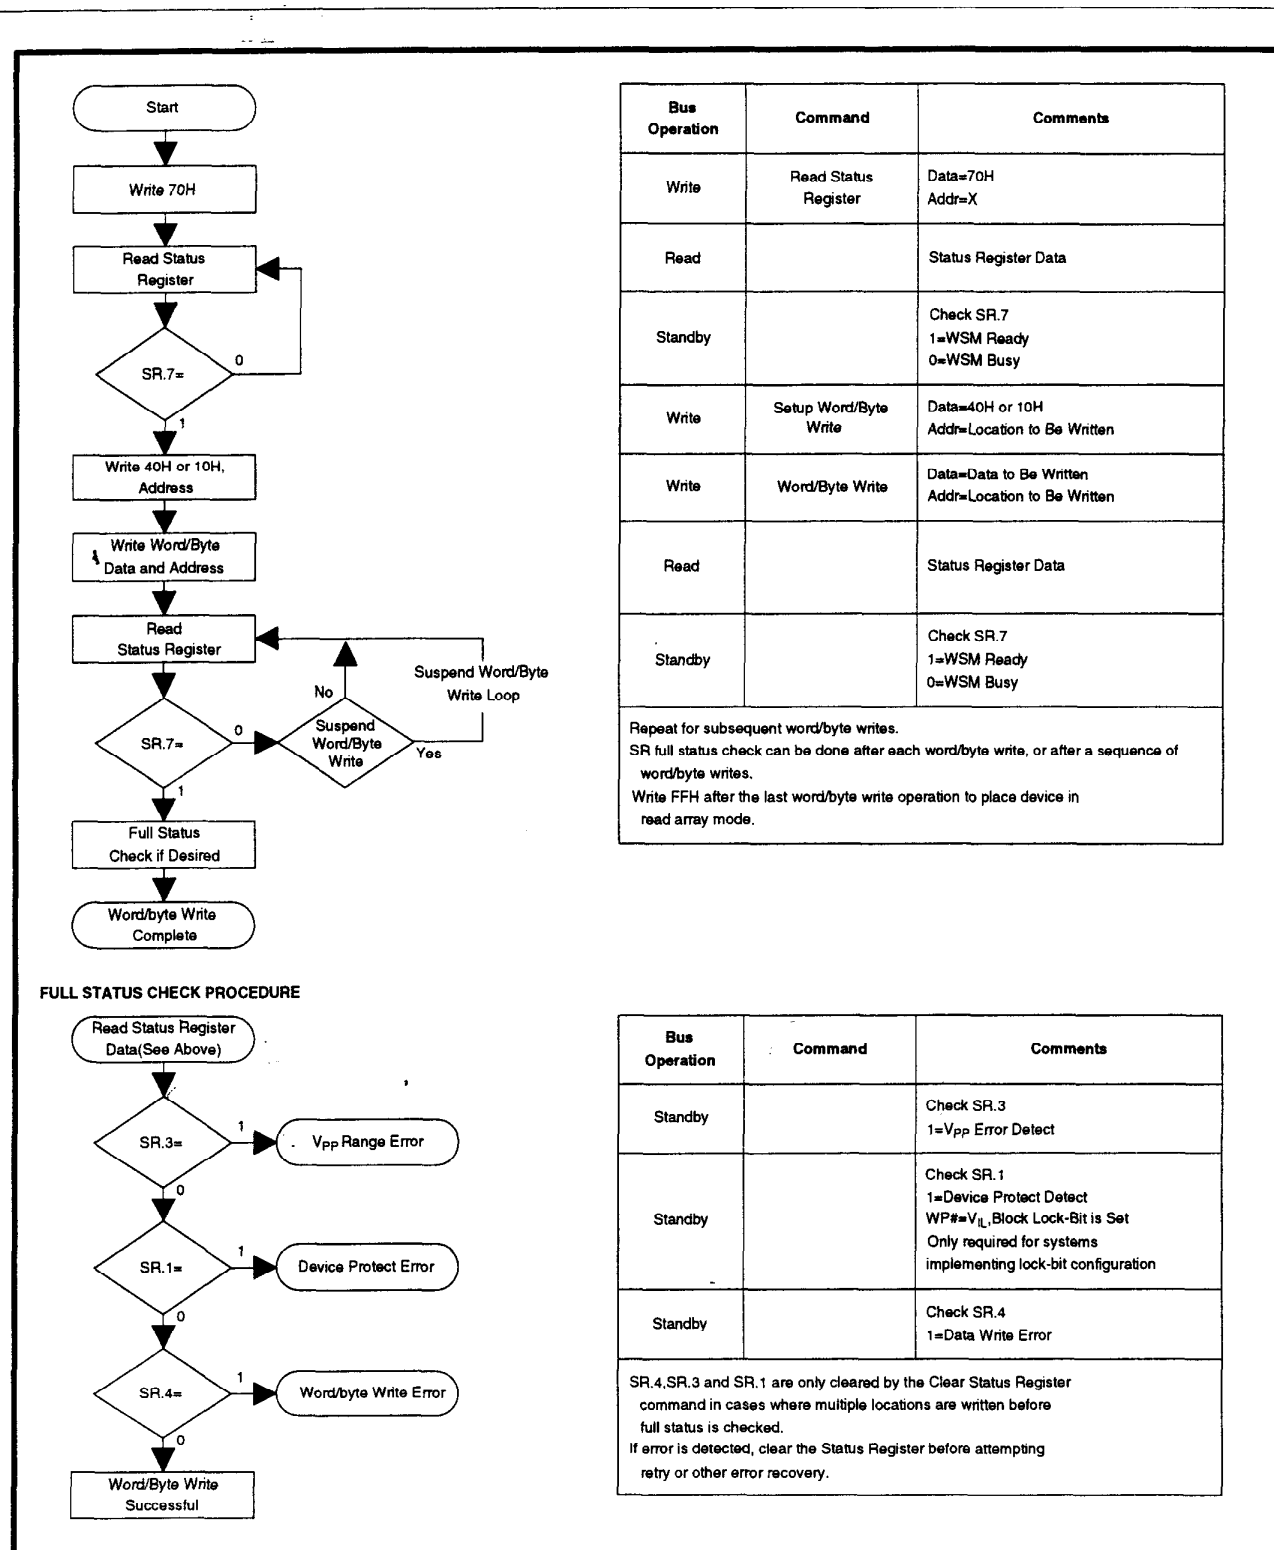 Start
Write 70H
Read Status
Register
SR.7=
0
1
Write 40H or 10H,
Address
Write Word/Byte
Data and Address
Read
Status Register
Suspend Word/Byte
Write Loop
No
SR.7=
0
Suspend
Word/Byte
Write
Yes
1
Full Status
Check if Desired
Word/byte Write
Complete
Bus
Operation
Command
Comments
Write
Read Status
Register
Data=70H
Addr=X
Read
Status Register Data
Standby
Check SR.7
1=WSM Ready
0=WSM Busy
Write
Setup Word/Byte
Write
Data=40H or 10H
Addr=Location to Be Written
Write
Word/Byte Write
Data=Data to Be Written
Addr=Location to Be Written
Read
Status Register Data
Standby
Check SR.7
1=WSM Ready
0=WSM Busy
Repeat for subsequent word/byte writes.
SR full status check can be done after each word/byte write, or after a sequence of
word/byte writes.
Write FFH after the last word/byte write operation to place device in
read array mode.
FULL STATUS CHECK PROCEDURE
Read Status Register
Data(See Above)
SR.3=
1
VPP Range Error
0
SR.1=
1
Device Protect Error
0
SR.4=
1
Word/byte Write Error
0
Word/Byte Write
Successful
Bus
Operation
Command
Comments
Standby
Check SR.3
1=VPP Error Detect
Standby
Check SR.1
1=Device Protect Detect
WP#=VIL,Block Lock-Bit is Set
Only required for systems
implementing lock-bit configuration
Standby
Check SR.4
1=Data Write Error
SR.4,SR.3 and SR.1 are only cleared by the Clear Status Register
command in cases where multiple locations are written before
full status is checked.
If error is detected, clear the Status Register before attempting
retry or other error recovery.